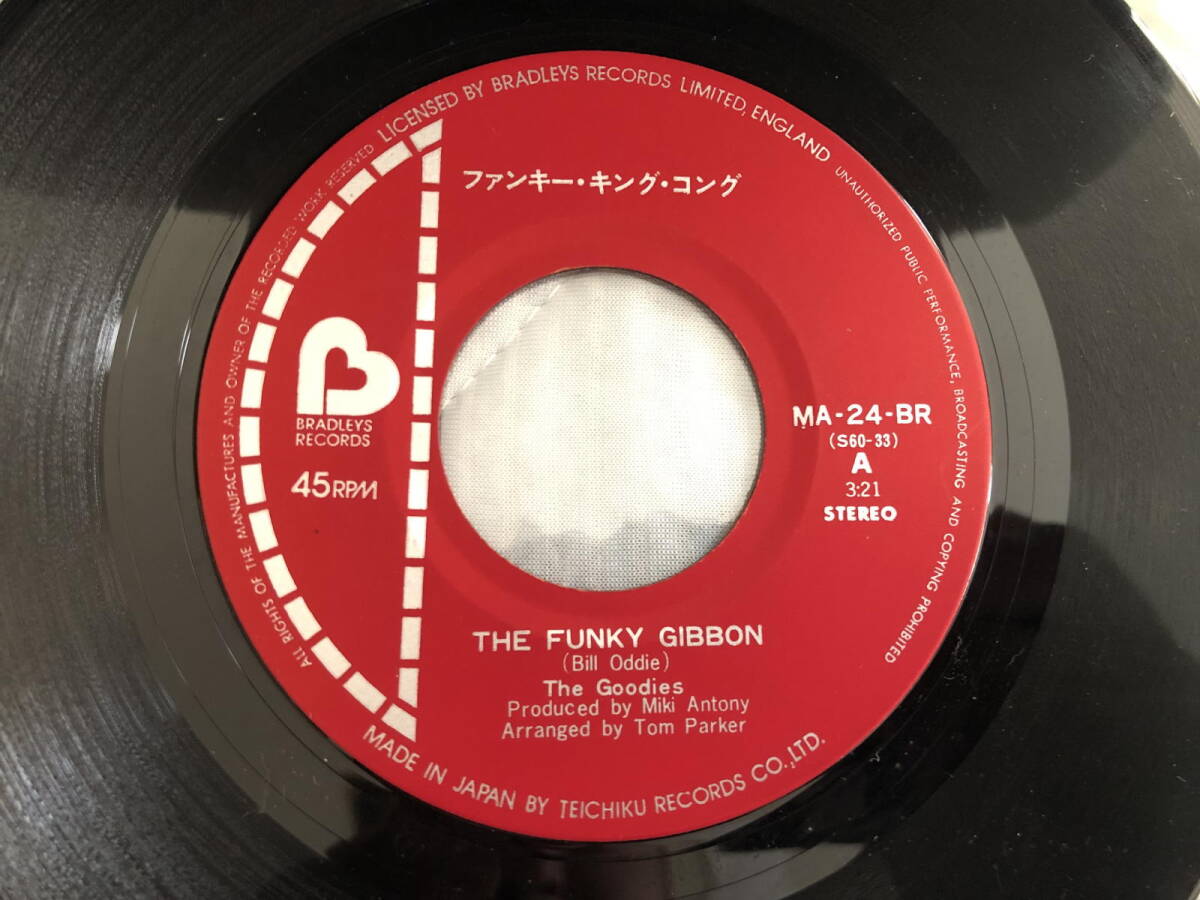 ALL RIGHTS OF THE MANUFACTURES AND OWNER OF THE RECORDED WORK RESERVED LICENSED BY BRADLEYS RECORDS LIMITED, ENGLAND UNAUTHORIZED PUBLIC PERFORMANCE, BROADCASTING AND COPYING PROHIBITED
ファンキー・キング・コング
BRADLEYS
RECORDS
45RPM
MA-24-BR
(S60-33)
A
3:21
STEREO
THE FUNKY GIBBON
(Bill Oddie)
The Goodies
Produced by Miki Antony
Arranged by Tom Parker
MADE IN JAPAN BY TEICHIKU RECORDS CO.,LTD.